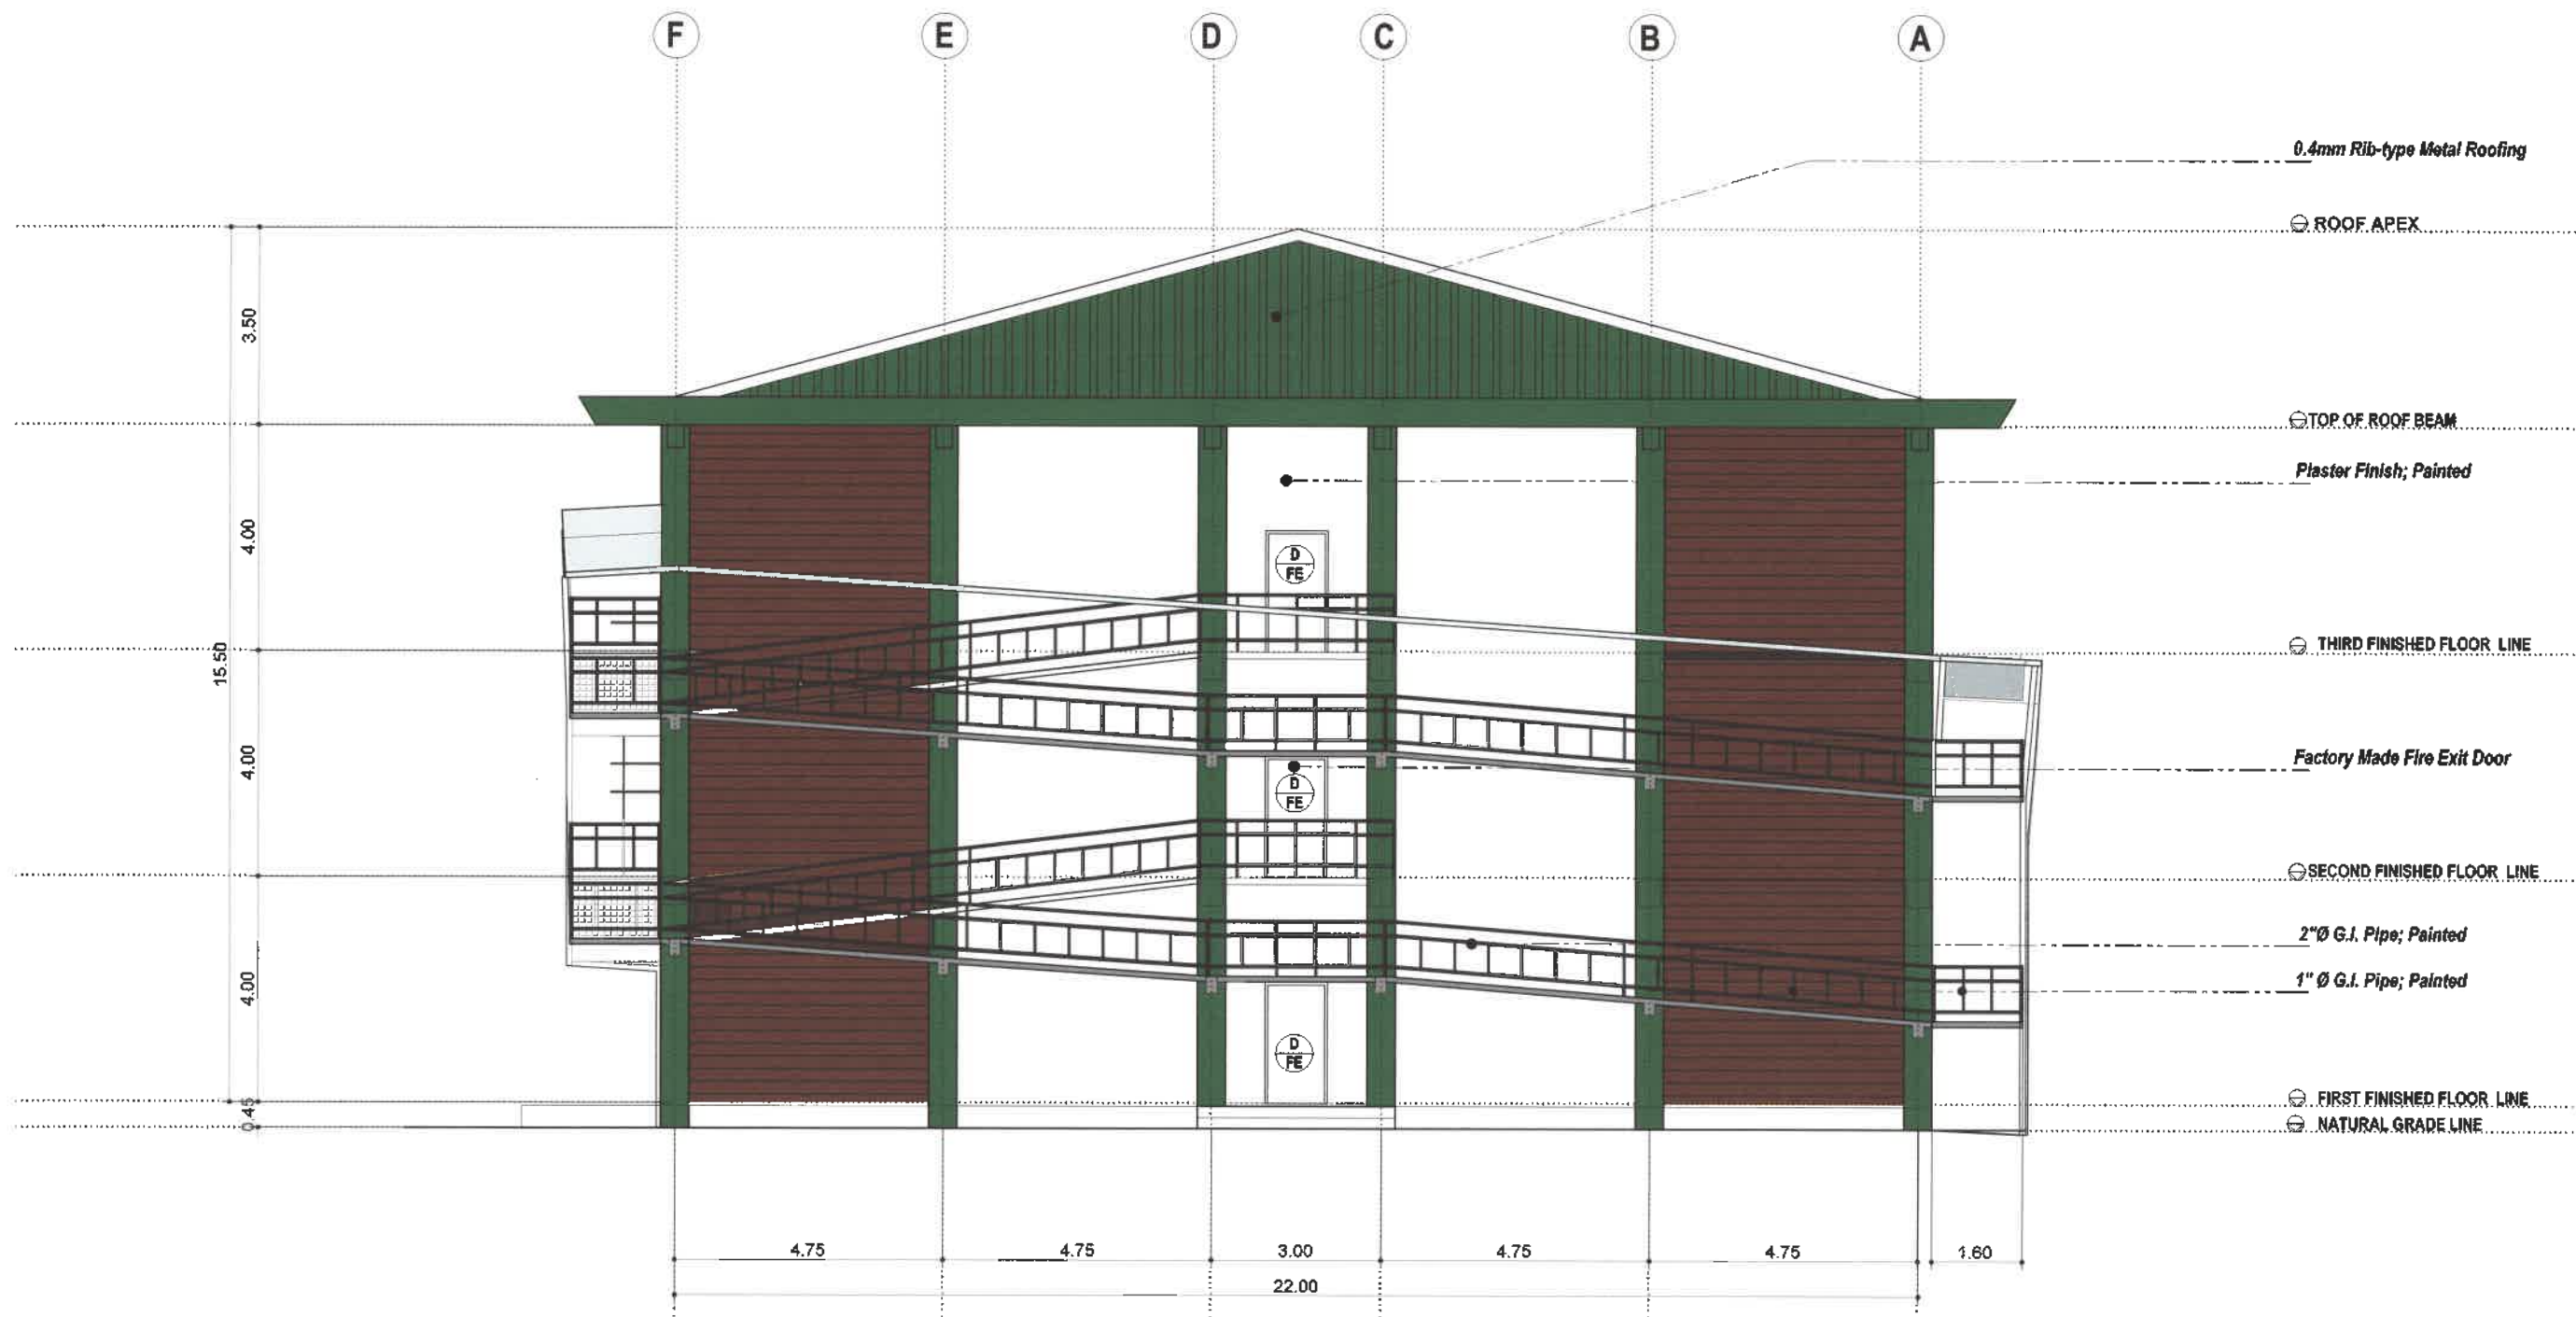 F E D C B A
0.4mm Rib-type Metal Roofing
ROOF APEX
3.50
TOP OF ROOF BEAM
Plaster Finish; Painted
4.00
D
FE
THIRD FINISHED FLOOR LINE
15.50
4.00
Factory Made Fire Exit Door
D
FE
SECOND FINISHED FLOOR LINE
2"Ø G.I. Pipe; Painted
1" Ø G.I. Pipe; Painted
4.00
D
FE
FIRST FINISHED FLOOR LINE
0.45
NATURAL GRADE LINE
4.75 4.75 3.00 4.75 4.75 1.60
22.00